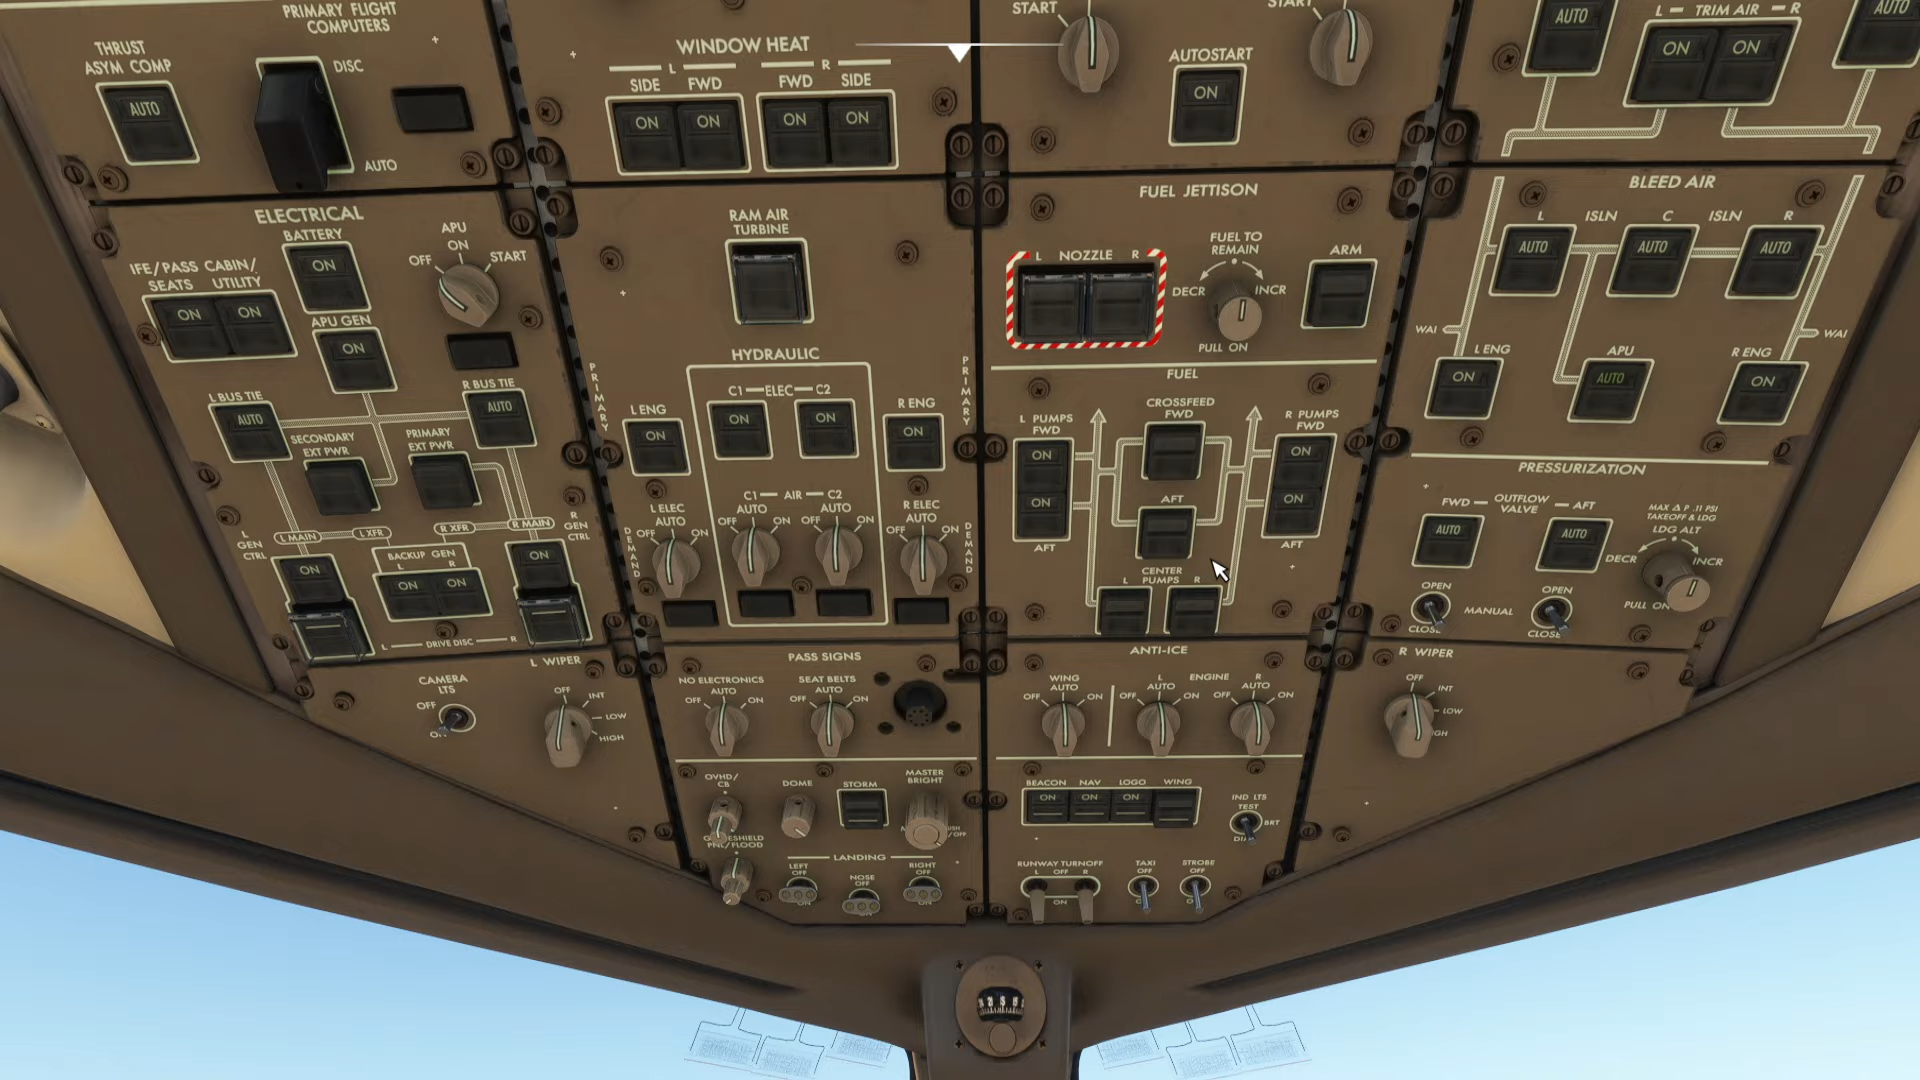 PRIMARY FLIGHT
COMPUTERS
THRUST
ASYM COMP
AUTO
DISC
AUTO
WINDOW HEAT
L R
SIDE FWD FWD SIDE
ON ON ON ON
START START
AUTOSTART
ON
AUTO
L TRIM AIR R
ON ON
AUTO
ELECTRICAL
BATTERY
ON
APU
ON
OFF START
IFE/PASS CABIN/
SEATS UTILITY
ON ON
APU GEN
ON
L BUS TIE
AUTO
R BUS TIE
AUTO
SECONDARY
EXT PWR
PRIMARY
EXT PWR
L MAIN L XFR R XFR R MAIN
L
GEN
CTRL
ON
BACKUP GEN
L R
ON ON
R
GEN
CTRL
ON
L DRIVE DISC R
RAM AIR
TURBINE
HYDRAULIC
PRIMARY
PRIMARY
C1 ELEC C2
ON ON
L ENG
ON
R ENG
ON
C1 AIR C2
AUTO AUTO
OFF ON OFF ON
L ELEC
AUTO
OFF ON
R ELEC
AUTO
OFF ON
DEMAND
DEMAND
FUEL JETTISON
L NOZZLE R
FUEL TO
REMAIN
DECR INCR
PULL ON
ARM
FUEL
L PUMPS
FWD
ON
ON
AFT
CROSSFEED
FWD
AFT
R PUMPS
FWD
ON
ON
AFT
CENTER
L PUMPS R
BLEED AIR
L ISLN C ISLN R
AUTO AUTO AUTO
WAI WAI
L ENG
ON
APU
AUTO
R ENG
ON
PRESSURIZATION
FWD OUTFLOW VALVE AFT
AUTO AUTO
MAX Δ P .11 PSI
TAKEOFF & LDG
LDG ALT
DECR INCR
PULL ON
OPEN OPEN
MANUAL
CLOSE CLOSE
CAMERA
LTS
OFF
L WIPER
OFF
INT
LOW
HIGH
PASS SIGNS
NO ELECTRONICS
AUTO
OFF ON
SEAT BELTS
AUTO
OFF ON
ANTI-ICE
WING
AUTO
OFF ON
L ENGINE R
AUTO AUTO
OFF ON OFF ON
R WIPER
OFF
INT
LOW
OVHD/
CB
DOME
STORM
MASTER
BRIGHT
PNL/FLOOD
LANDING
LEFT
OFF
NOSE
OFF
RIGHT
OFF
ON ON
BEACON NAV LOGO WING
ON ON ON
IND LTS
TEST
BRT
RUNWAY TURNOFF
L OFF R
ON
TAXI
OFF
STROBE
OFF